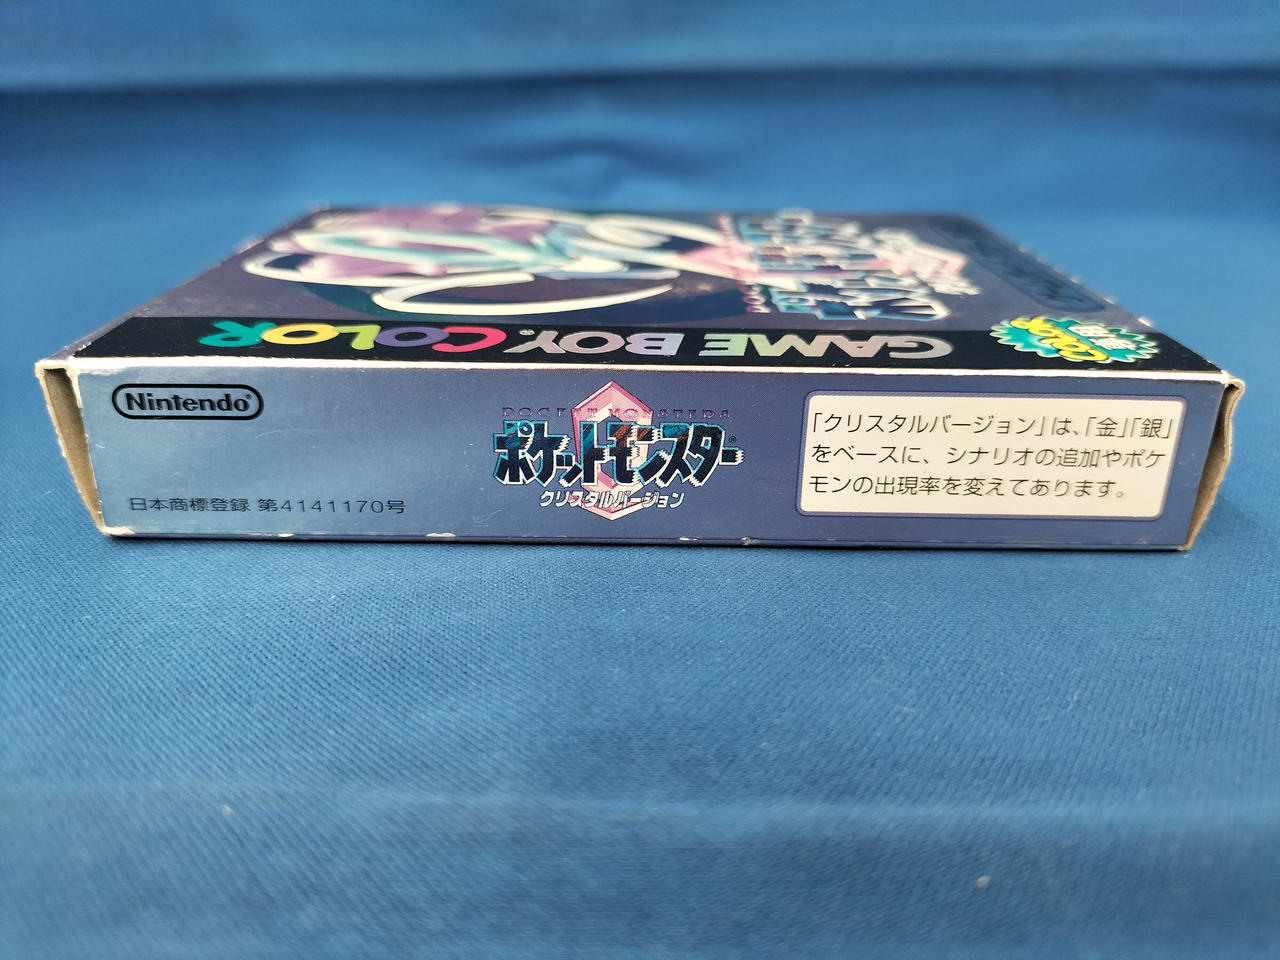 GAME BOY COLOR
COLOR
Nintendo®
POCKET MONSTERS
ポケットモンスター®
クリスタルバージョン
日本商標登録 第4141170号
「クリスタルバージョン」は、「金」「銀」
をベースに、シナリオの追加やポケ
モンの出現率を変えてあります。